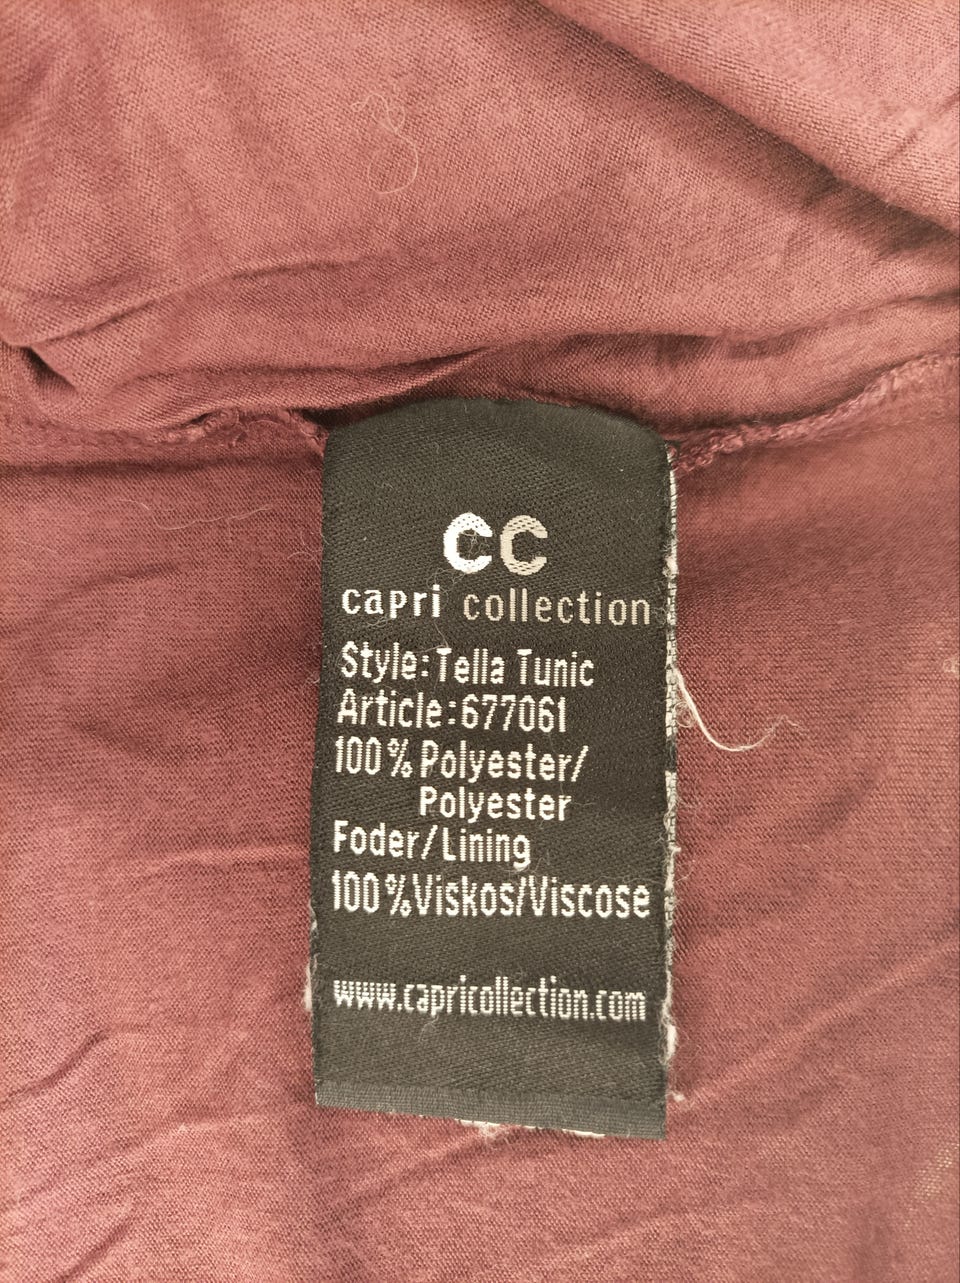 CC
capri collection
Style:Tella Tunic
Article:677061
100% Polyester/
Polyester
Foder/Lining
100%Viskos/Viscose
www.capricollection.com